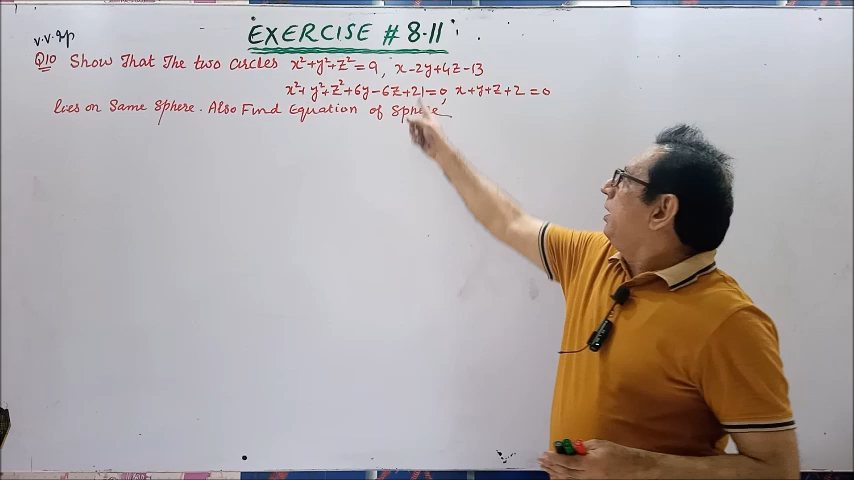 EXERCISE # 8.11
V.V.Ip
Q10 Show That The two circles x²+y²+z²=9, x-2y+4z-13
x²+y²+z²+6y-6z+21=0, x+y+z+2=0
lies on Same Sphere. Also Find Equation of Sphere